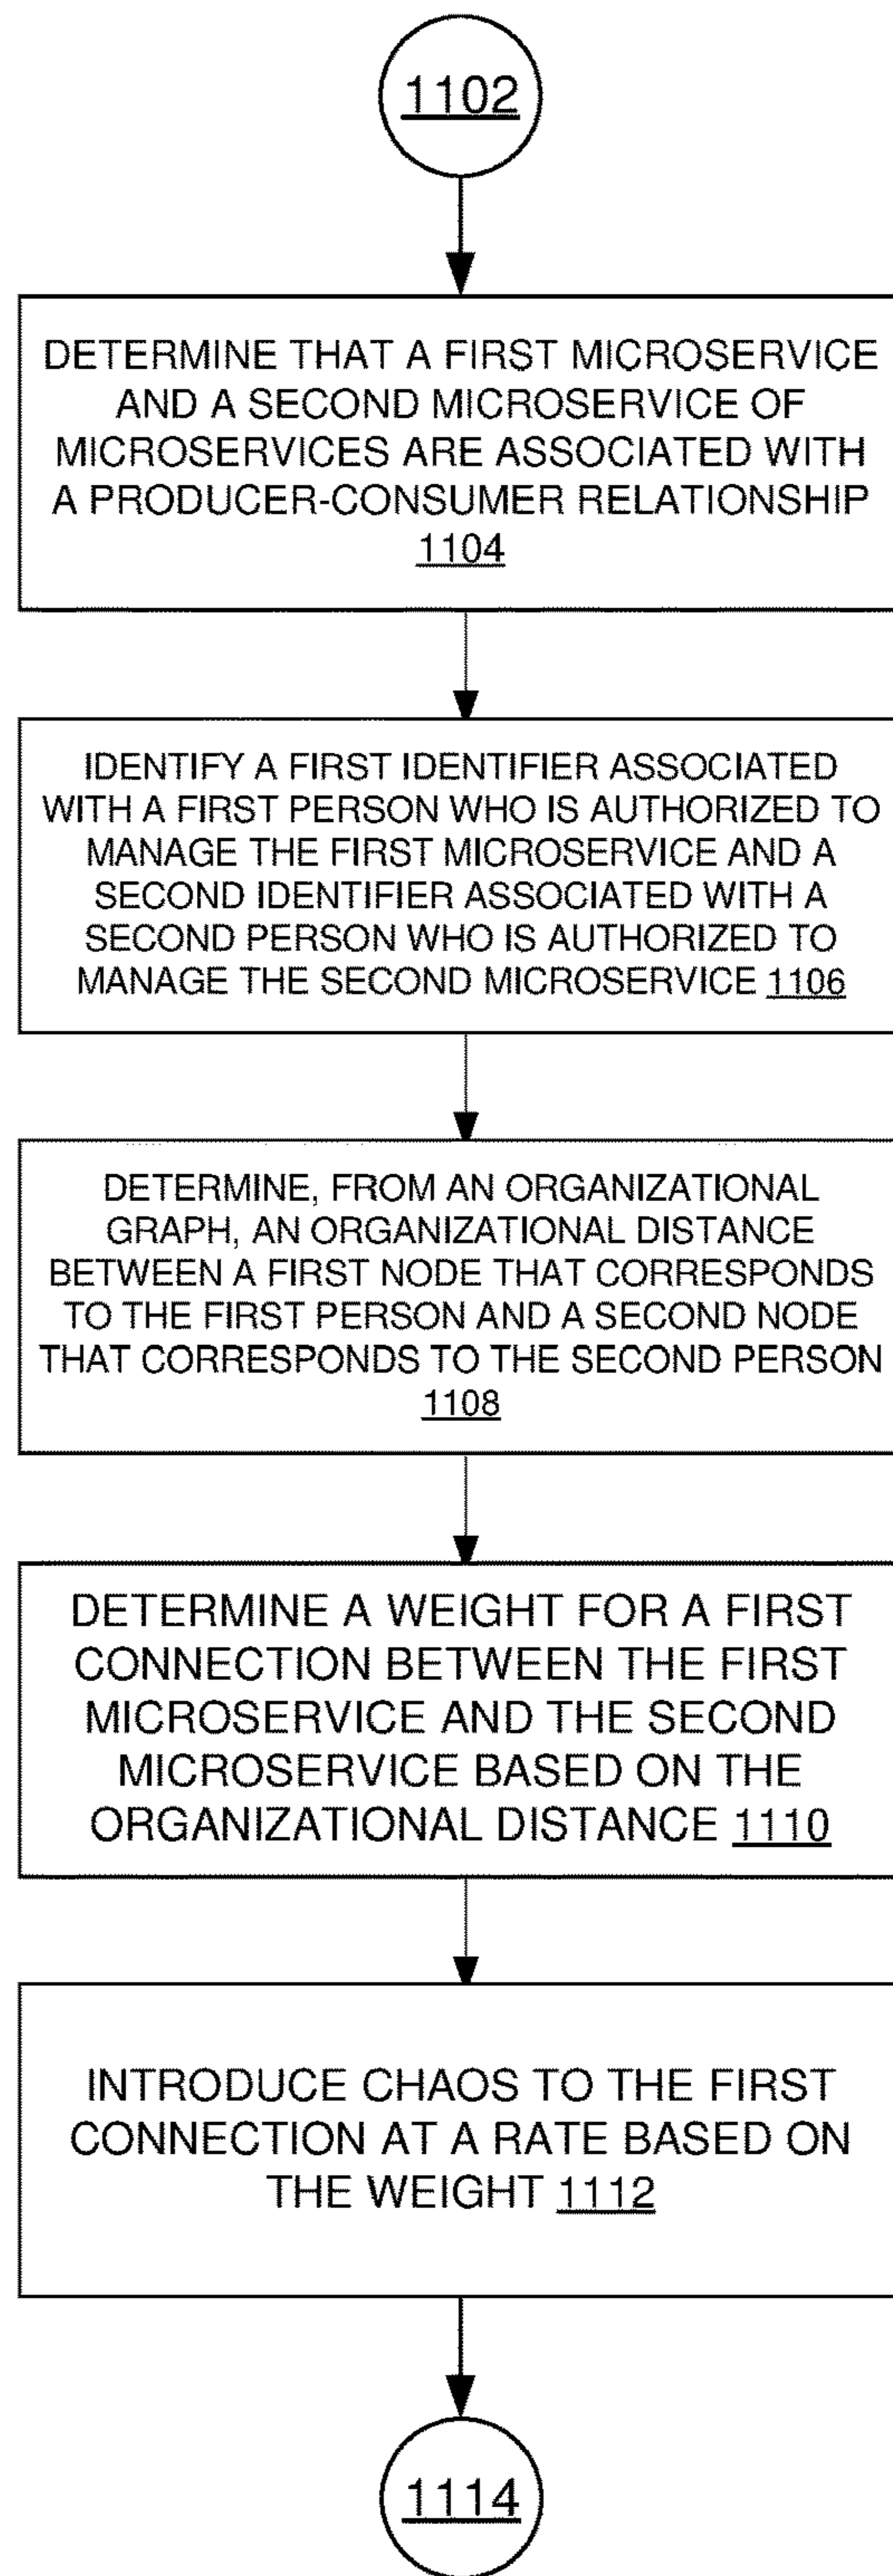 1102
DETERMINE THAT A FIRST MICROSERVICE
AND A SECOND MICROSERVICE OF
MICROSERVICES ARE ASSOCIATED WITH
A PRODUCER-CONSUMER RELATIONSHIP
1104
IDENTIFY A FIRST IDENTIFIER ASSOCIATED
WITH A FIRST PERSON WHO IS AUTHORIZED TO
MANAGE THE FIRST MICROSERVICE AND A
SECOND IDENTIFIER ASSOCIATED WITH A
SECOND PERSON WHO IS AUTHORIZED TO
MANAGE THE SECOND MICROSERVICE 1106
DETERMINE, FROM AN ORGANIZATIONAL
GRAPH, AN ORGANIZATIONAL DISTANCE
BETWEEN A FIRST NODE THAT CORRESPONDS
TO THE FIRST PERSON AND A SECOND NODE
THAT CORRESPONDS TO THE SECOND PERSON
1108
DETERMINE A WEIGHT FOR A FIRST
CONNECTION BETWEEN THE FIRST
MICROSERVICE AND THE SECOND
MICROSERVICE BASED ON THE
ORGANIZATIONAL DISTANCE 1110
INTRODUCE CHAOS TO THE FIRST
CONNECTION AT A RATE BASED ON
THE WEIGHT 1112
1114